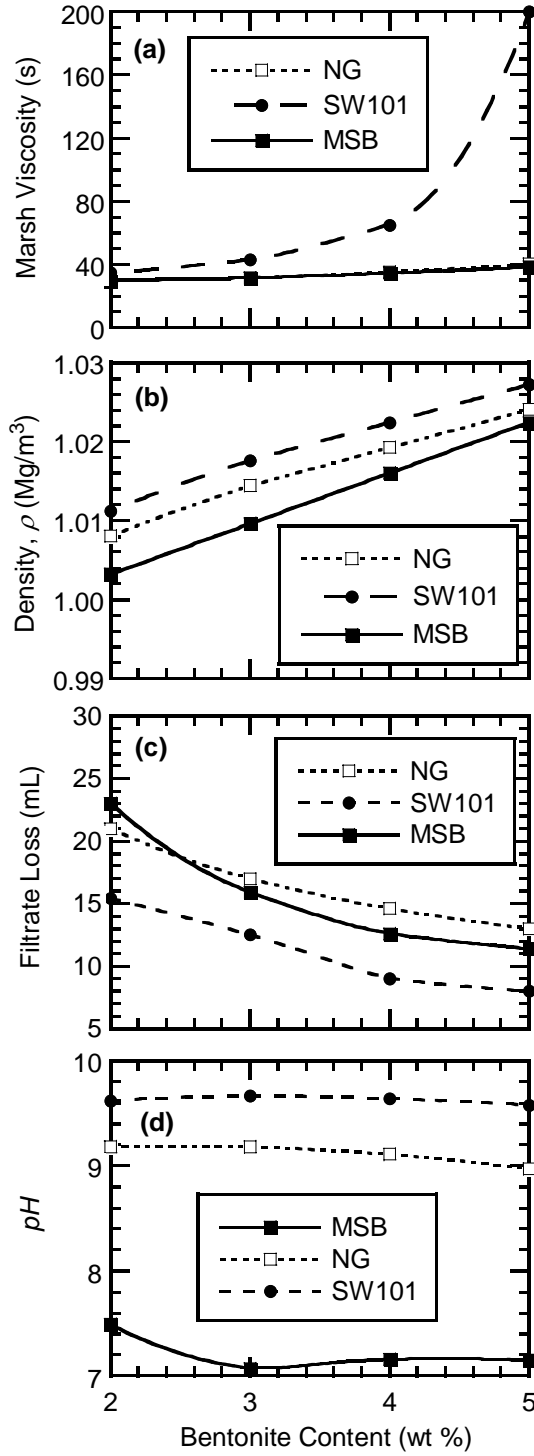 200
160
120
80
40
0
Marsh Viscosity (s)
(a)
NG
SW101
MSB
1.03
1.02
1.01
1.00
0.99
Density, ρ (Mg/m³)
(b)
NG
SW101
MSB
30
25
20
15
10
5
Filtrate Loss (mL)
(c)
NG
SW101
MSB
10
9
8
7
pH
(d)
MSB
NG
SW101
2 3 4 5
Bentonite Content (wt %)